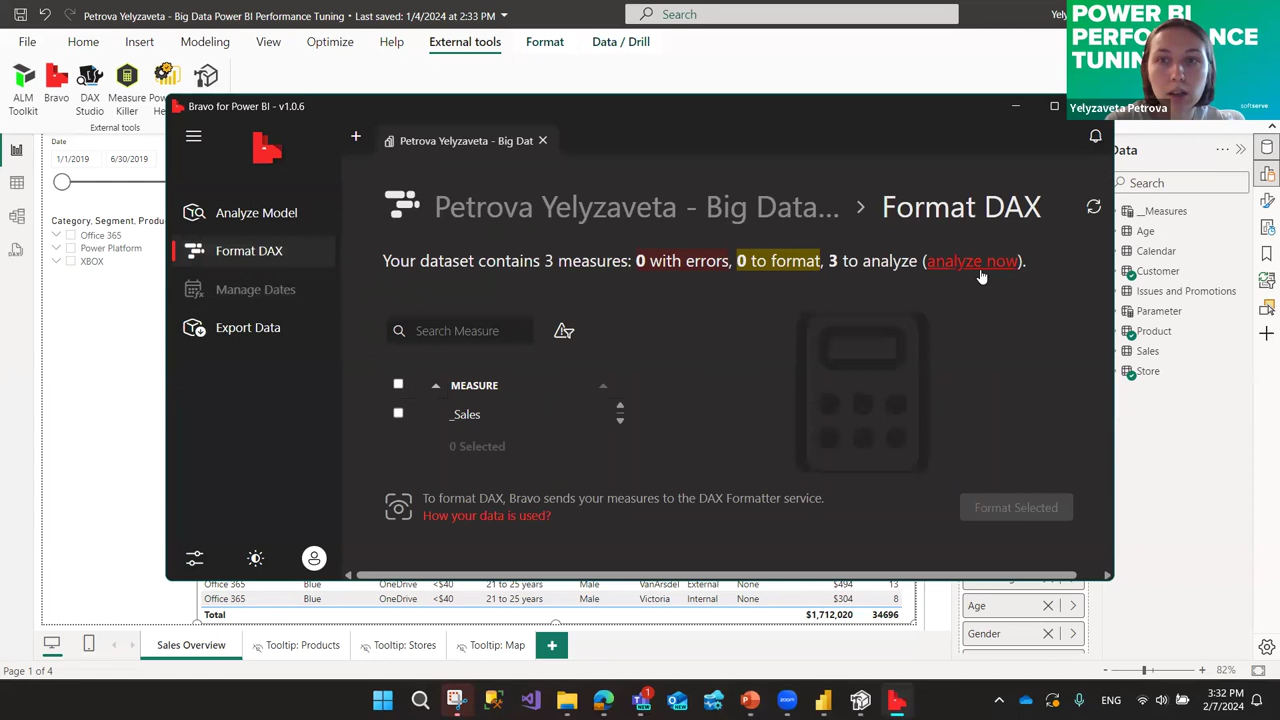 Petrova Yelyzaveta - Big Data Power BI Performance Tuning • Last saved: 1/4/2024 at 2:33 PM
Search
Yel
File
Home
Insert
Modeling
View
Optimize
Help
External tools
Format
Data / Drill
POWER BI
PERFORMANCE
TUNING
Yelyzaveta Petrova
softserve
ALM
Toolkit
Bravo
DAX
Studio
Measure
Killer
Power
He
External tools
Bravo for Power BI - v1.0.6
Petrova Yelyzaveta - Big Dat
Date
1/1/2019
6/30/2019
Category, Segment, Produ
Office 365
Power Platform
XBOX
Analyze Model
Format DAX
Manage Dates
Export Data
Petrova Yelyzaveta - Big Data... > Format DAX
Your dataset contains 3 measures: 0 with errors, 0 to format, 3 to analyze (analyze now).
Search Measure
MEASURE
_Sales
0 Selected
To format DAX, Bravo sends your measures to the DAX Formatter service.
How your data is used?
Format Selected
Data
Search
__Measures
Age
Calendar
Customer
Issues and Promotions
Parameter
Product
Sales
Store
Office 365 Blue OneDrive <$40 21 to 25 years Male VanArsdel External None $494 13
Office 365 Blue OneDrive <$40 21 to 25 years Male Victoria Internal None $304 8
Total $1,712,020 34696
Age
Gender
Sales Overview
Tooltip: Products
Tooltip: Stores
Tooltip: Map
Page 1 of 4
82%
1
ENG
3:32 PM
2/7/2024